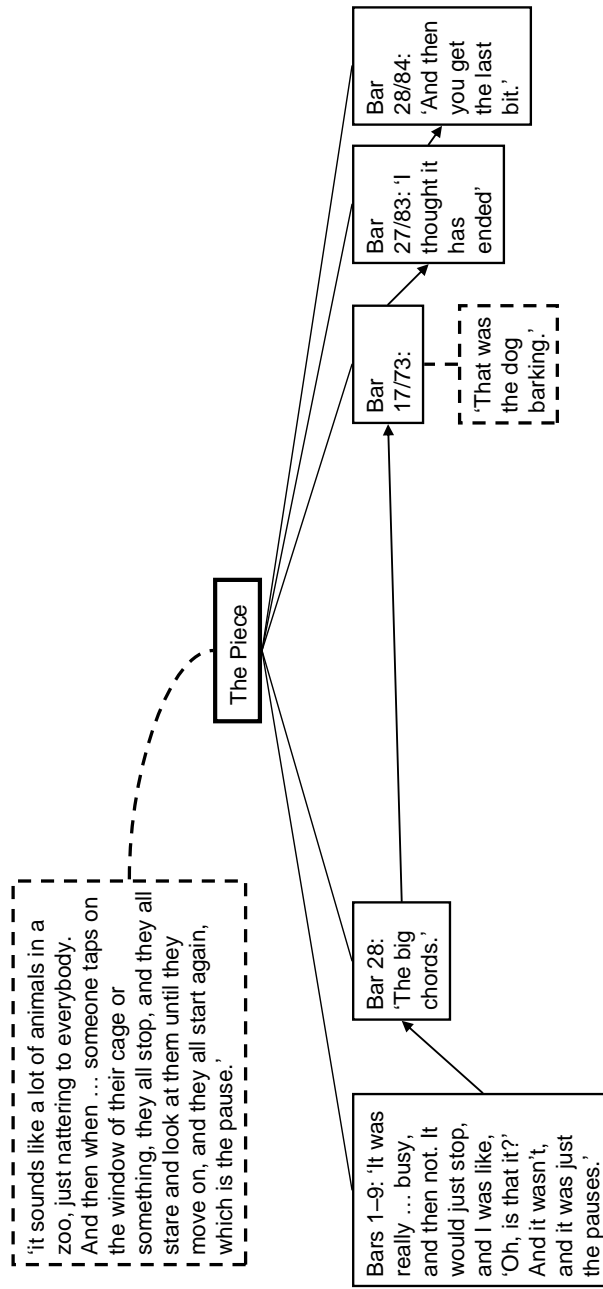 ‘it sounds like a lot of animals in a
zoo, just nattering to everybody.
And then when … someone taps on
the window of their cage or
something, they all stop, and they all
stare and look at them until they
move on, and they all start again,
which is the pause.’
The Piece
Bars 1–9: ‘It was
really … busy,
and then not. It
would just stop,
and I was like,
‘Oh, is that it?’
And it wasn’t,
and it was just
the pauses.’
Bar 28:
‘The big
chords.’
Bar
17/73:
‘That was
the dog
barking.’
Bar
27/83: ‘I
thought it
has
ended’
Bar
28/84:
‘And then
you get
the last
bit.’